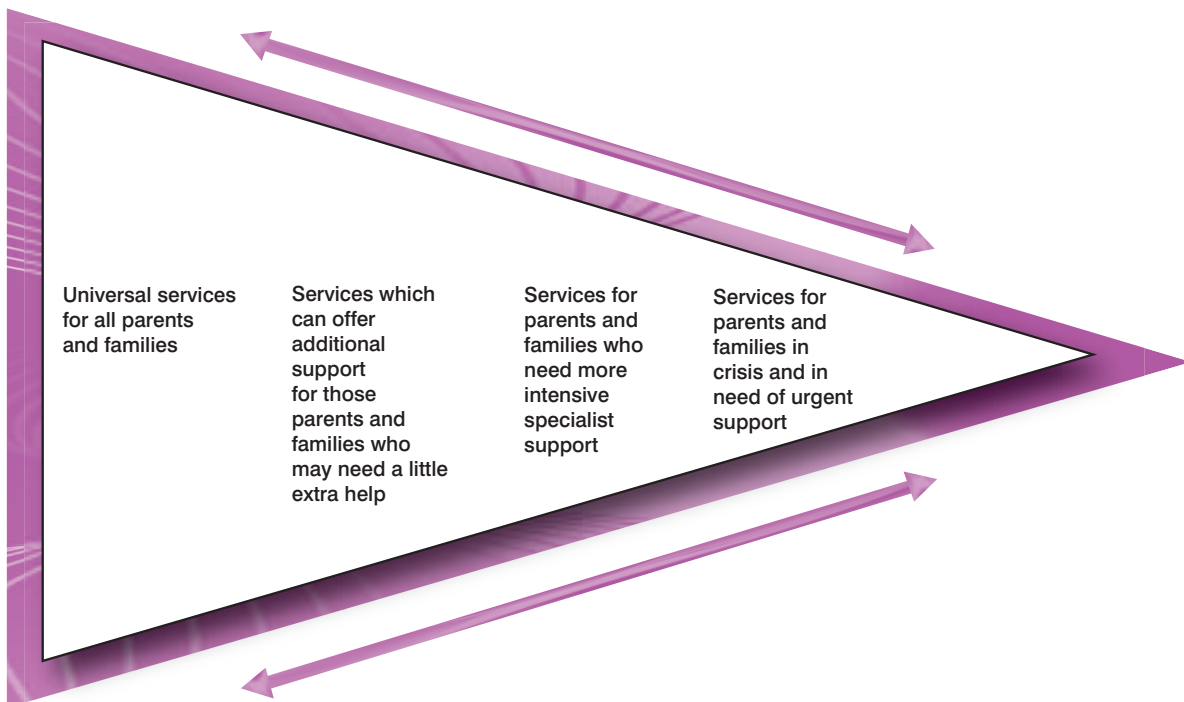 Universal services
for all parents
and families
Services which
can offer
additional
support
for those
parents and
families who
may need a little
extra help
Services for
parents and
families who
need more
intensive
specialist
support
Services for
parents and
families in
crisis and in
need of urgent
support